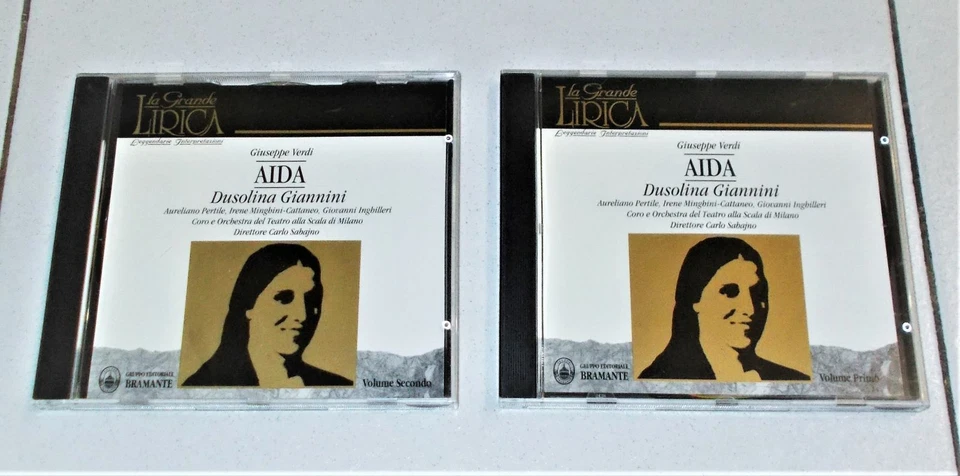 la Grande
LIRICA
Leggendarie Interpretazioni
Giuseppe Verdi
AIDA
Dusolina Giannini
Aureliano Pertile, Irene Minghini-Cattaneo, Giovanni Inghilleri
Coro e Orchestra del Teatro alla Scala di Milano
Direttore Carlo Sabajno
GRUPPO EDITORIALE
BRAMANTE
Volume Secondo
la Grande
LIRICA
Leggendarie Interpretazioni
Giuseppe Verdi
AIDA
Dusolina Giannini
Aureliano Pertile, Irene Minghini-Cattaneo, Giovanni Inghilleri
Coro e Orchestra del Teatro alla Scala di Milano
Direttore Carlo Sabajno
GRUPPO EDITORIALE
BRAMANTE
Volume Primo